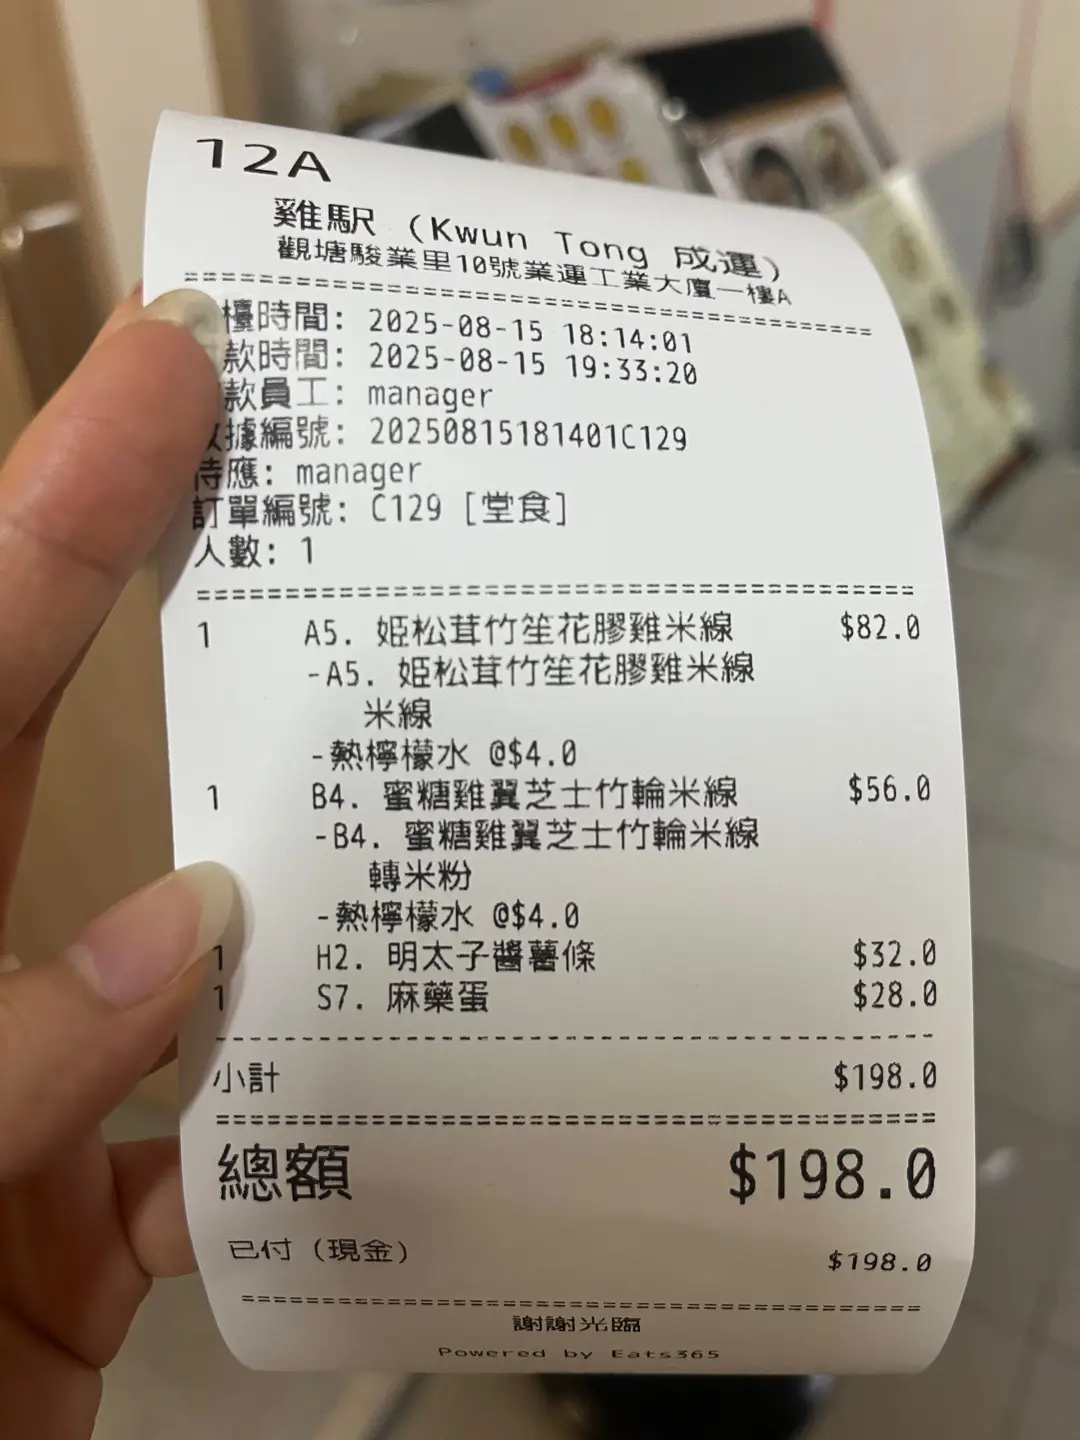 12A
雞駅 (Kwun Tong 成運)
觀塘駿業里10號業運工業大廈一樓A
檯時間: 2025-08-15 18:14:01
款時間: 2025-08-15 19:33:20
款員工: manager
數據編號: 20250815181401C129
侍應: manager
訂單編號: C129 [堂食]
人數: 1
1 A5. 姬松茸竹笙花膠雞米線 $82.0
-A5. 姬松茸竹笙花膠雞米線
米線
-熱檸檬水 @$4.0
1 B4. 蜜糖雞翼芝士竹輪米線 $56.0
-B4. 蜜糖雞翼芝士竹輪米線
轉米粉
-熱檸檬水 @$4.0
1 H2. 明太子醬薯條 $32.0
1 S7. 麻藥蛋 $28.0
小計 $198.0
總額 $198.0
已付 (現金) $198.0
謝謝光臨
Powered by Eats365